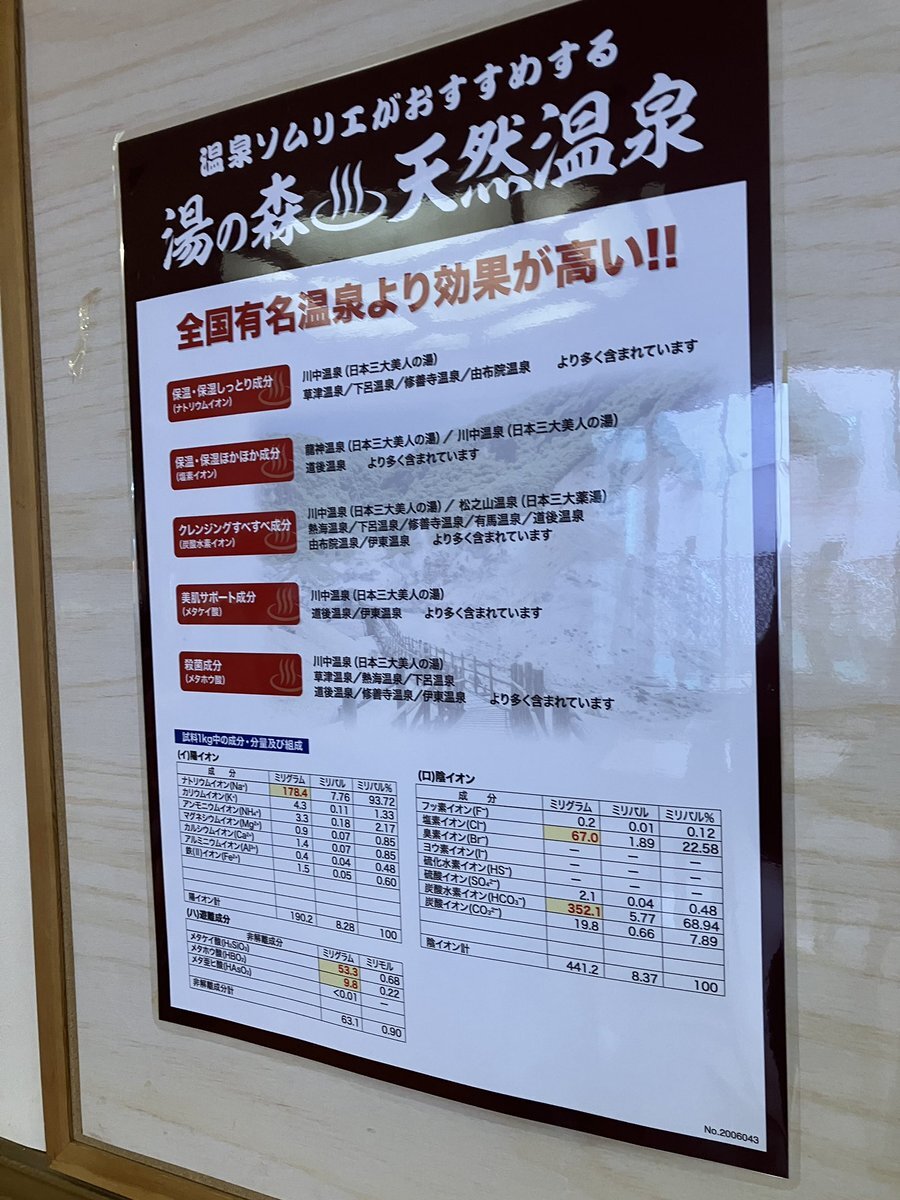 温泉ソムリエがおすすめする
湯の森♨天然温泉
全国有名温泉より効果が高い!!
保温・保湿しっとり成分
(ナトリウムイオン)
川中温泉(日本三大美人の湯)
草津温泉/下呂温泉/修善寺温泉/由布院温泉 より多く含まれています
保温・保湿ほかほか成分
(塩素イオン)
龍神温泉(日本三大美人の湯)/川中温泉(日本三大美人の湯)
道後温泉 より多く含まれています
クレンジングすべすべ成分
(炭酸水素イオン)
川中温泉(日本三大美人の湯)/松之山温泉(日本三大薬湯)
熱海温泉/下呂温泉/修善寺温泉/有馬温泉/道後温泉
由布院温泉/伊東温泉 より多く含まれています
美肌サポート成分
(メタケイ酸)
川中温泉(日本三大美人の湯)
道後温泉/伊東温泉 より多く含まれています
殺菌成分
(メタホウ酸)
川中温泉(日本三大美人の湯)
草津温泉/熱海温泉/下呂温泉
道後温泉/修善寺温泉/伊東温泉 より多く含まれています
試料1kg中の成分・分量及び組成
(イ)陽イオン
成 分 ミリグラム ミリバル ミリバル%
ナトリウムイオン(Na⁺) 178.4 7.76 93.72
カリウムイオン(K⁺) 4.3 0.11 1.33
アンモニウムイオン(NH₄⁺) 3.3 0.18 2.17
マグネシウムイオン(Mg²⁺) 0.9 0.07 0.85
カルシウムイオン(Ca²⁺) 1.4 0.07 0.85
アルミニウムイオン(Al³⁺) 0.4 0.04 0.48
鉄(Ⅱ)イオン(Fe²⁺) 1.5 0.05 0.60
陽イオン計 190.2 8.28 100
(ロ)陰イオン
成 分 ミリグラム ミリバル ミリバル%
フッ素イオン(F⁻) 0.2 0.01 0.12
塩素イオン(Cl⁻) 67.0 1.89 22.58
臭素イオン(Br⁻) — — —
ヨウ素イオン(I⁻) — — —
硫化水素イオン(HS⁻) — — —
硫酸イオン(SO₄²⁻) 2.1 0.04 0.48
炭酸水素イオン(HCO₃⁻) 352.1 5.77 68.94
炭酸イオン(CO₃²⁻) 19.8 0.66 7.89
陰イオン計 441.2 8.37 100
(ハ)遊離成分
非解離成分 ミリグラム ミリモル
メタケイ酸(H₂SiO₃) 53.3 0.68
メタホウ酸(HBO₂) 9.8 0.22
メタ亜ヒ酸(HAsO₂) <0.01 —
非解離成分計 63.1 0.90
No.2006043